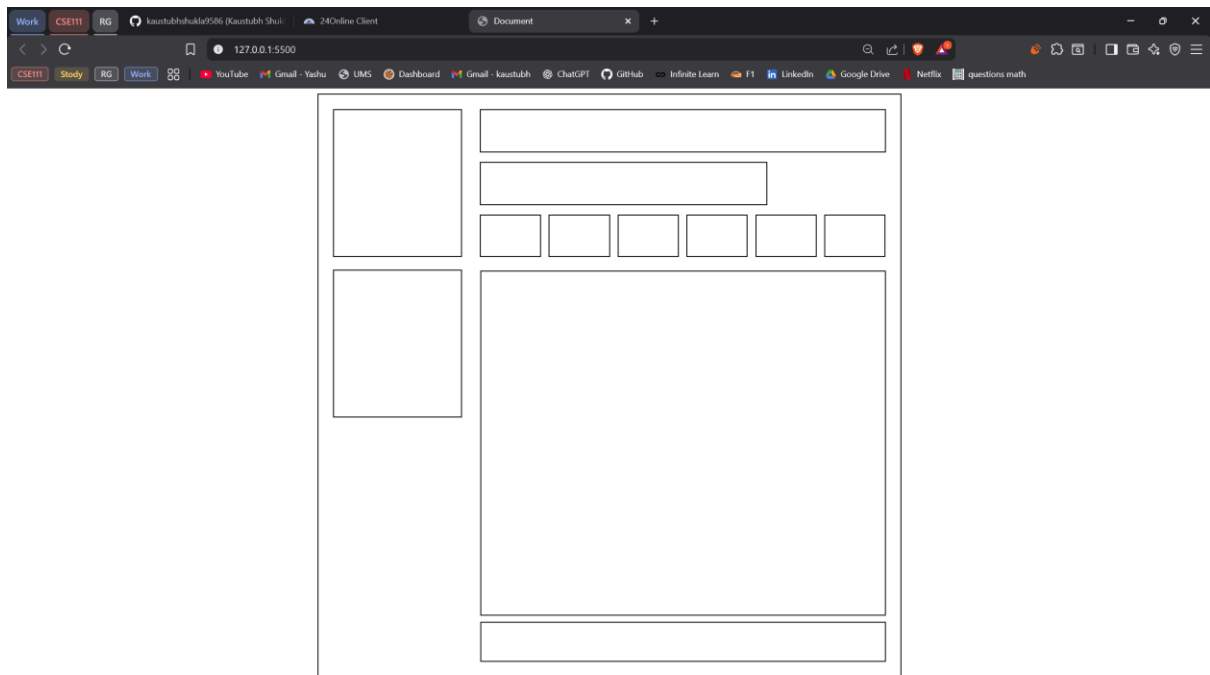 Work CSE111 RG kaustubhshukla9586 (Kaustubh Shuk 24Online Client Document
127.0.0.1:5500
CSE111 Stody RG Work YouTube Gmail - Yashu UMS Dashboard Gmail - kaustubh ChatGPT GitHub Infinite Learn F1 LinkedIn Google Drive Netflix questions math